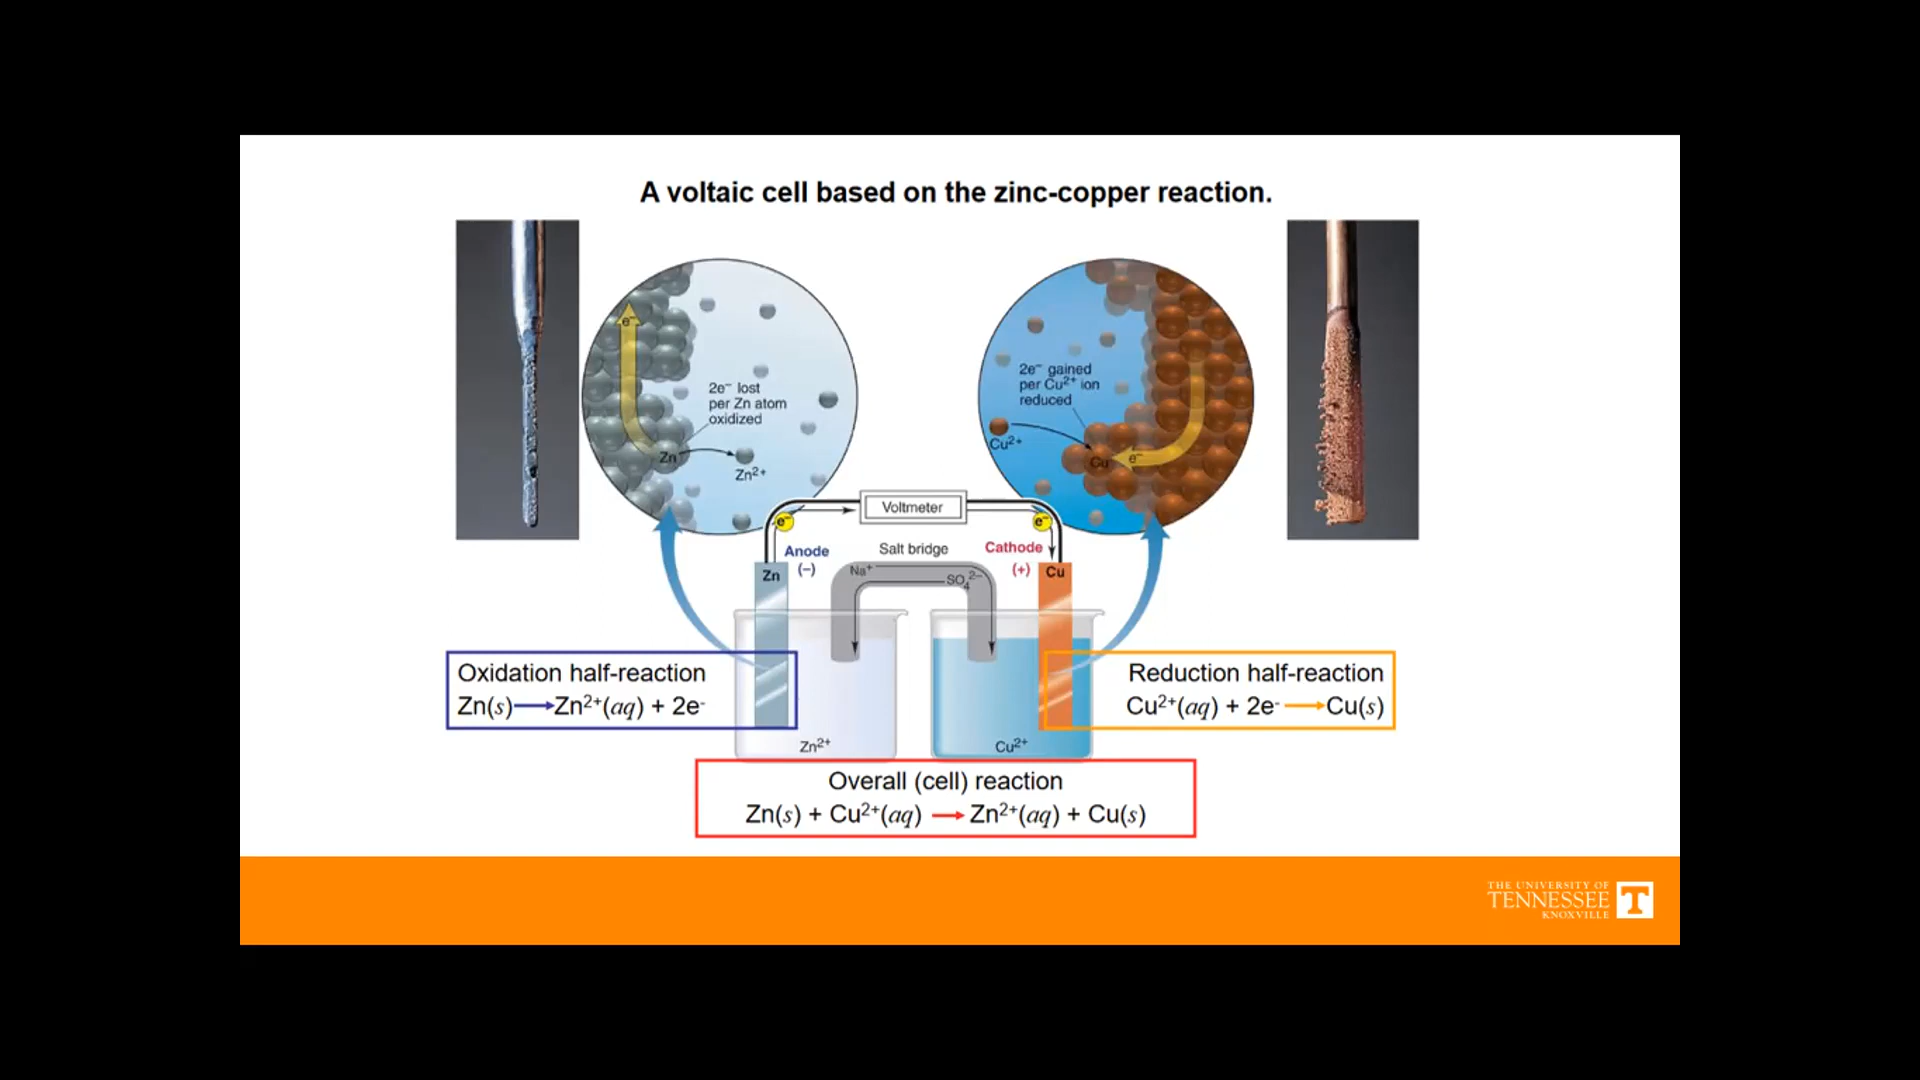 A voltaic cell based on the zinc-copper reaction.
e⁻
2e⁻ lost
per Zn atom
oxidized
Zn
Zn²⁺
2e⁻ gained
per Cu²⁺ ion
reduced
Cu²⁺
Cu
e⁻
Voltmeter
e⁻
e⁻
Anode
(–)
Salt bridge
Cathode
(+)
Zn
Na⁺
SO₄²⁻
Cu
Oxidation half-reaction
Zn(s)→Zn²⁺(aq) + 2e⁻
Reduction half-reaction
Cu²⁺(aq) + 2e⁻ →Cu(s)
Zn²⁺
Cu²⁺
Overall (cell) reaction
Zn(s) + Cu²⁺(aq) → Zn²⁺(aq) + Cu(s)
THE UNIVERSITY OF
TENNESSEE
KNOXVILLE
T